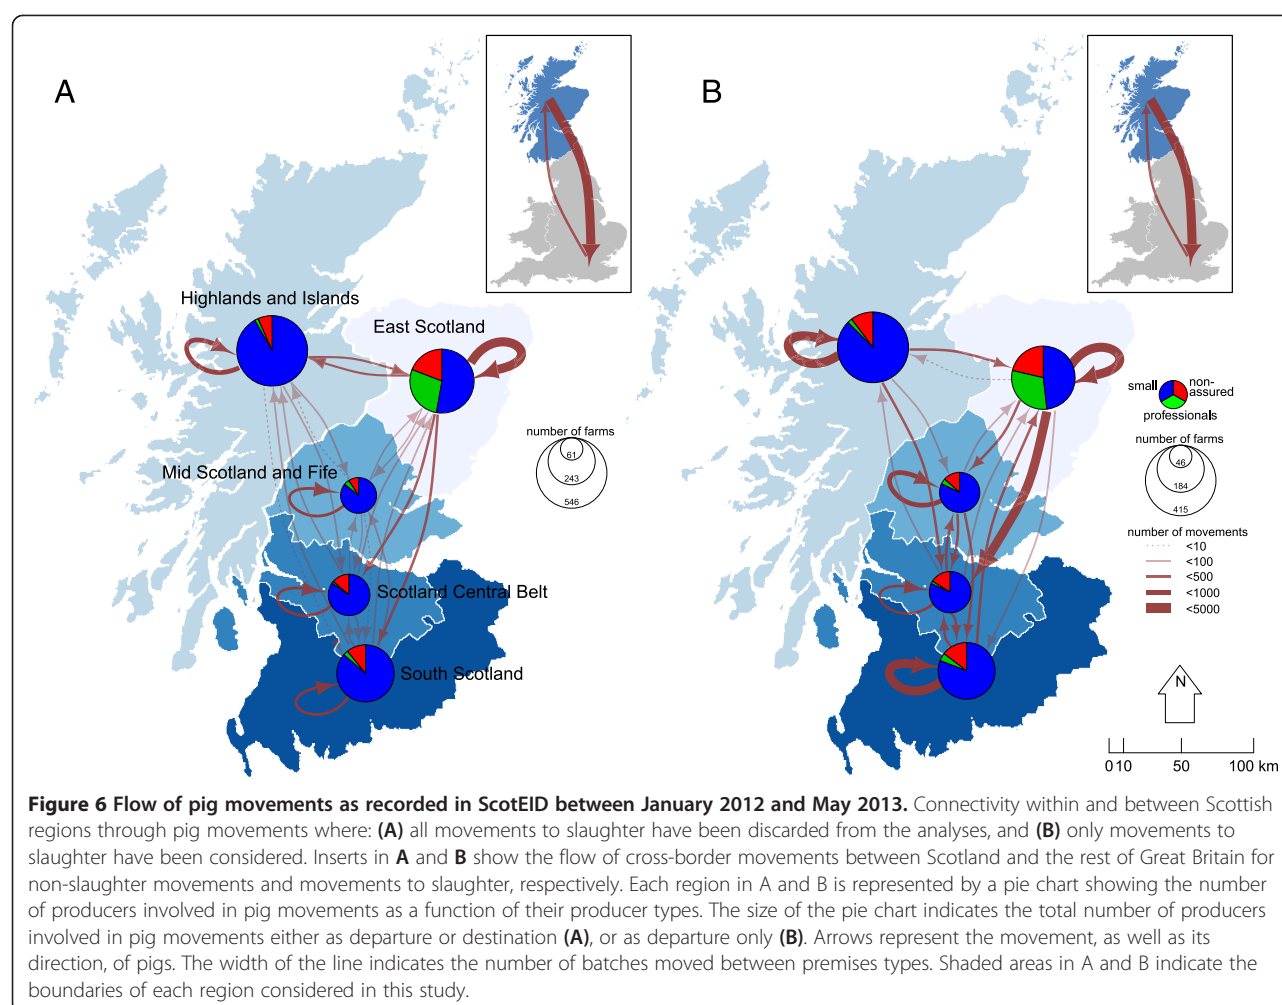 A
B
Highlands and Islands
East Scotland
Mid Scotland and Fife
Scotland Central Belt
South Scotland
number of farms
61
243
546
small
non-
assured
professionals
number of farms
46
184
415
number of movements
<10
<100
<500
<1000
<5000
N
0 10 50 100 km
Figure 6 Flow of pig movements as recorded in ScotEID between January 2012 and May 2013. Connectivity within and between Scottish
regions through pig movements where: (A) all movements to slaughter have been discarded from the analyses, and (B) only movements to
slaughter have been considered. Inserts in A and B show the flow of cross-border movements between Scotland and the rest of Great Britain for
non-slaughter movements and movements to slaughter, respectively. Each region in A and B is represented by a pie chart showing the number
of producers involved in pig movements as a function of their producer types. The size of the pie chart indicates the total number of producers
involved in pig movements either as departure or destination (A), or as departure only (B). Arrows represent the movement, as well as its
direction, of pigs. The width of the line indicates the number of batches moved between premises types. Shaded areas in A and B indicate the
boundaries of each region considered in this study.